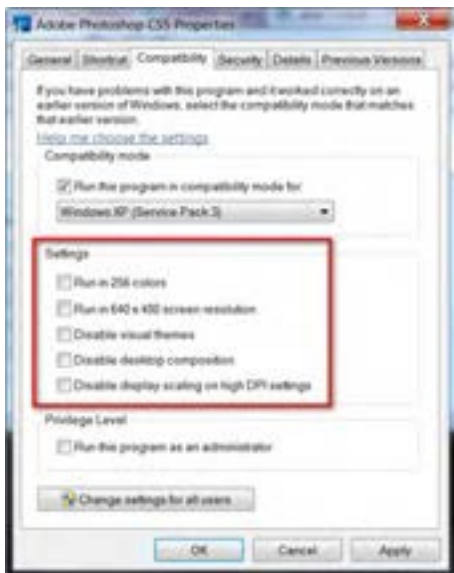 Adobe Photoshop CS5 Properties
General Shortcut Compatibility Security Details Previous Versions
If you have problems with this program and it worked correctly on an
earlier version of Windows, select the compatibility mode that matches
that earlier version.
Help me choose the settings
Compatibility mode
Run this program in compatibility mode for:
Windows XP (Service Pack 3)
Settings
Run in 256 colors
Run in 640 x 480 screen resolution
Disable visual themes
Disable desktop composition
Disable display scaling on high DPI settings
Privilege Level
Run this program as an administrator
Change settings for all users
OK Cancel Apply